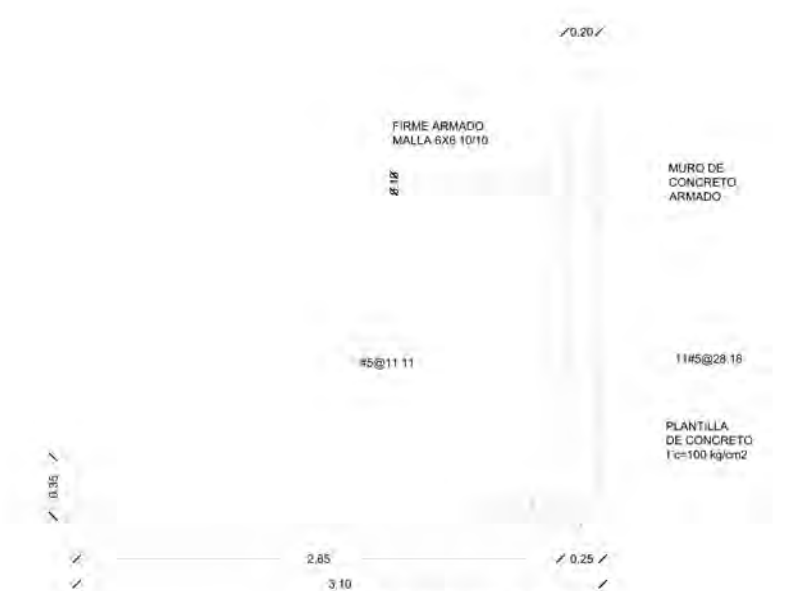 0.20
FIRME ARMADO
MALLA 6X6 10/10
MURO DE
CONCRETO
ARMADO
#5@11.11
11#5@28.18
PLANTILLA
DE CONCRETO
f'c=100 kg/cm2
0.35
2.85
0.25
3.10